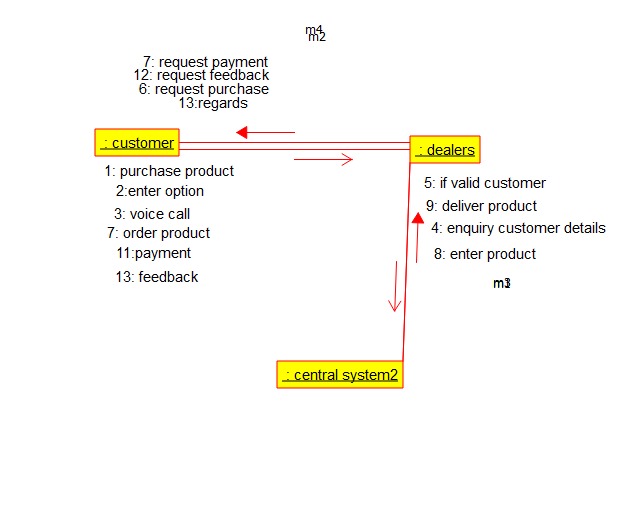 m4
m2
7: request payment
12: request feedback
6: request purchase
13:regards
: customer
: dealers
1: purchase product
2:enter option
3: voice call
7: order product
11:payment
13: feedback
5: if valid customer
9: deliver product
4: enquiry customer details
8: enter product
: central system2